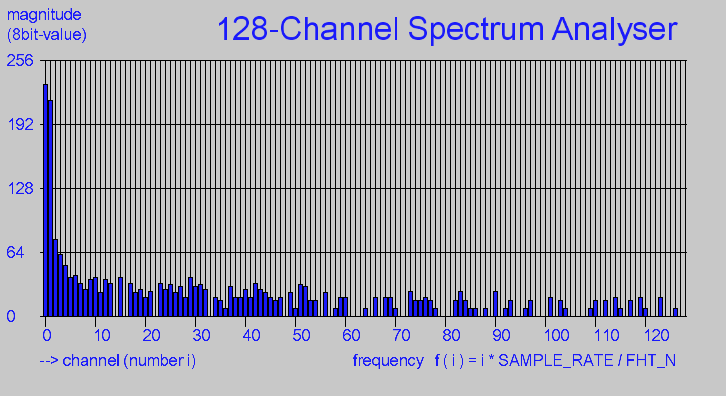 magnitude
(8bit-value)
128-Channel Spectrum Analyser
256
192
128
64
0
0 10 20 30 40 50 60 70 80 90 100 110 120
--> channel (number i)
frequency f ( i ) = i * SAMPLE_RATE / FHT_N